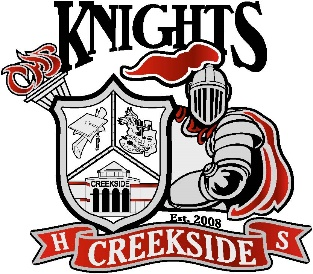 KNIGHTS
CREEKSIDE
Est. 2008
H CREEKSIDE S